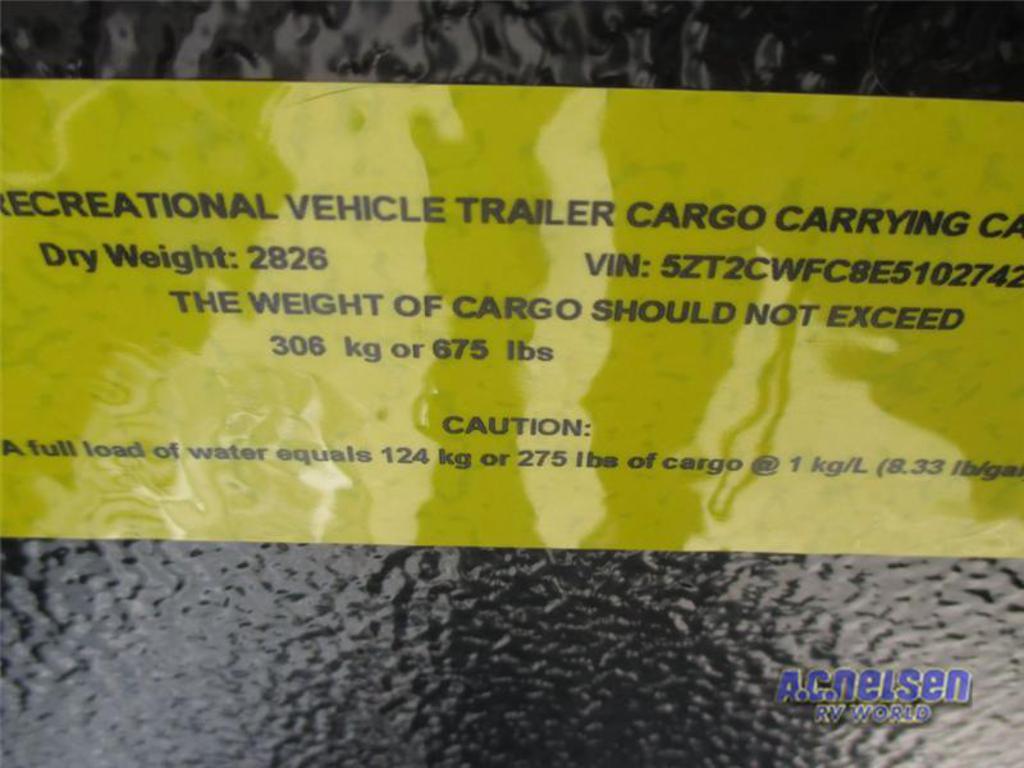 RECREATIONAL VEHICLE TRAILER CARGO CARRYING CA
Dry Weight: 2826 VIN: 5ZT2CWFC8E5102742
THE WEIGHT OF CARGO SHOULD NOT EXCEED
306 kg or 675 lbs
CAUTION:
A full load of water equals 124 kg or 275 lbs of cargo @ 1 kg/L (8.33 lb/gal
A.C.nelsen
RV WORLD